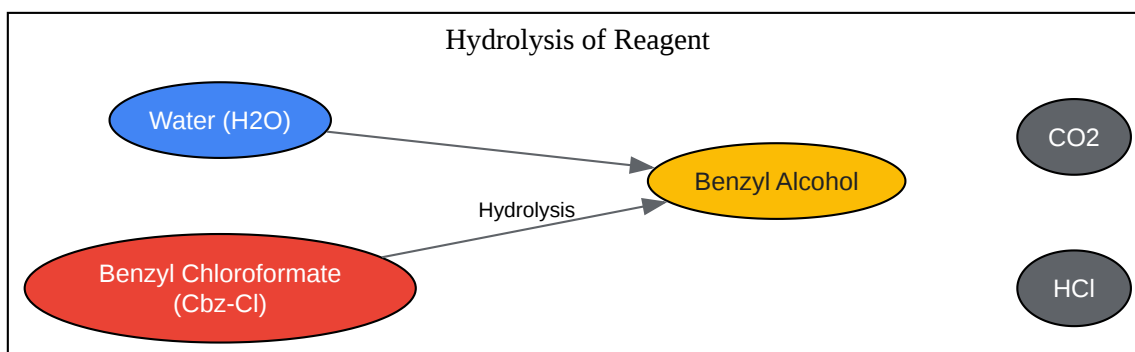 Hydrolysis of Reagent
Water (H2O)
CO2
Benzyl Alcohol
Hydrolysis
Benzyl Chloroformate
(Cbz-Cl)
HCl